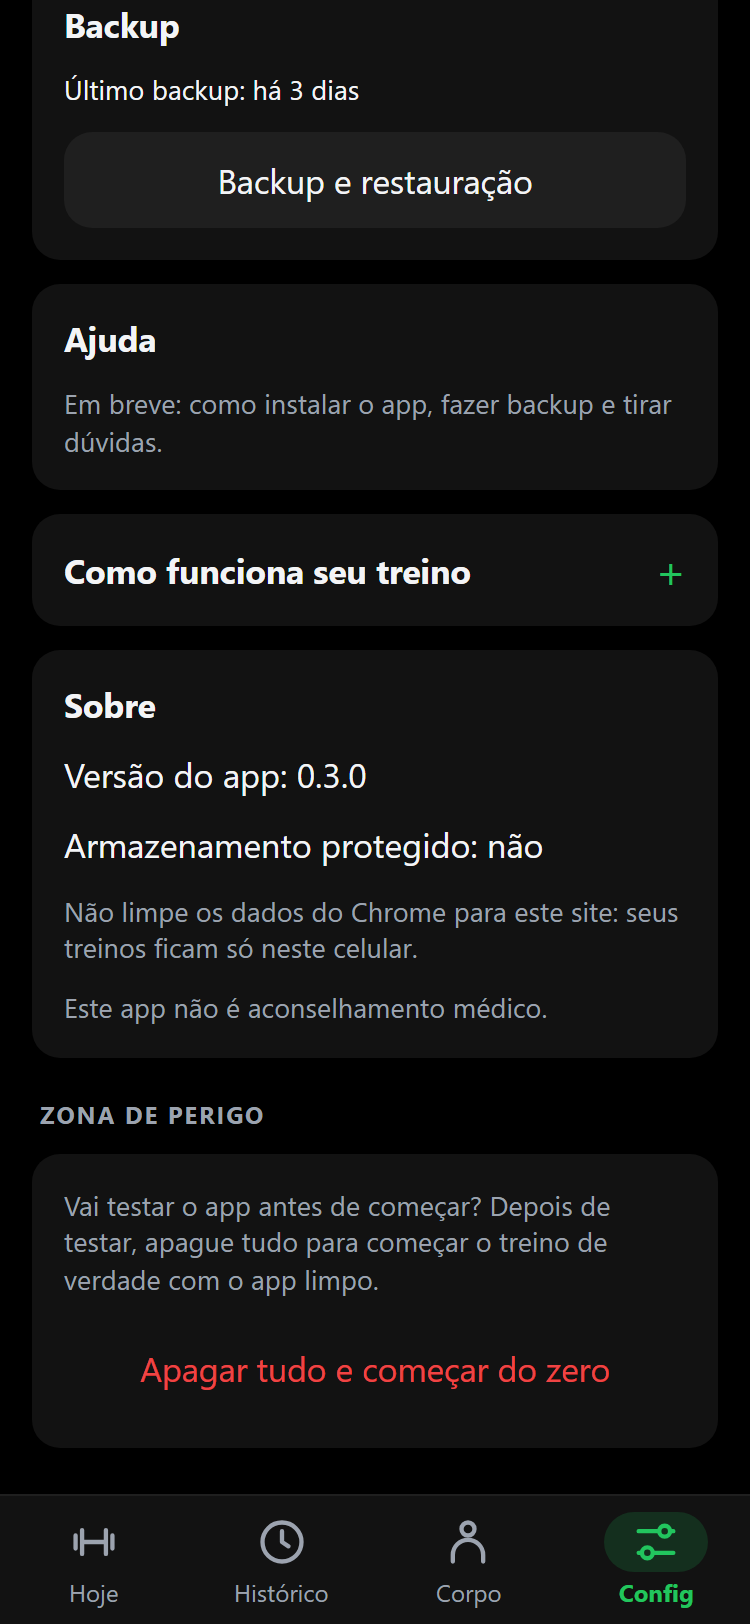 Backup
Último backup: há 3 dias
Backup e restauração
Ajuda
Em breve: como instalar o app, fazer backup e tirar
dúvidas.
Como funciona seu treino +
Sobre
Versão do app: 0.3.0
Armazenamento protegido: não
Não limpe os dados do Chrome para este site: seus
treinos ficam só neste celular.
Este app não é aconselhamento médico.
ZONA DE PERIGO
Vai testar o app antes de começar? Depois de
testar, apague tudo para começar o treino de
verdade com o app limpo.
Apagar tudo e começar do zero
Hoje
Histórico
Corpo
Config